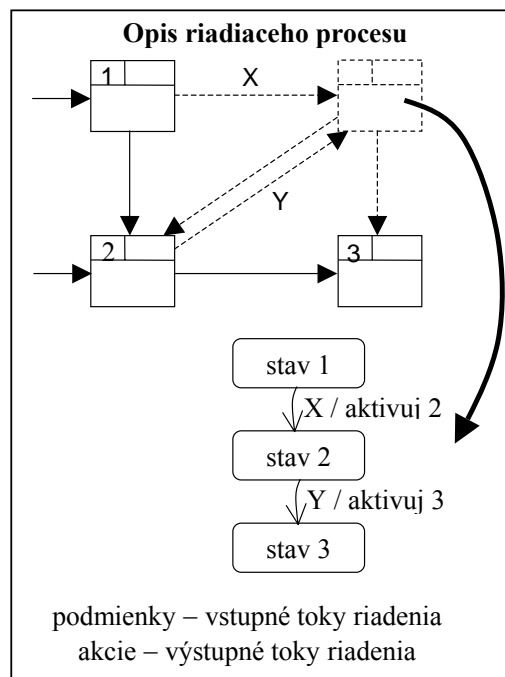 Opis riadiaceho procesu
1
X
Y
2
3
stav 1
X / aktivuj 2
stav 2
Y / aktivuj 3
stav 3
podmienky – vstupné toky riadenia
akcie – výstupné toky riadenia